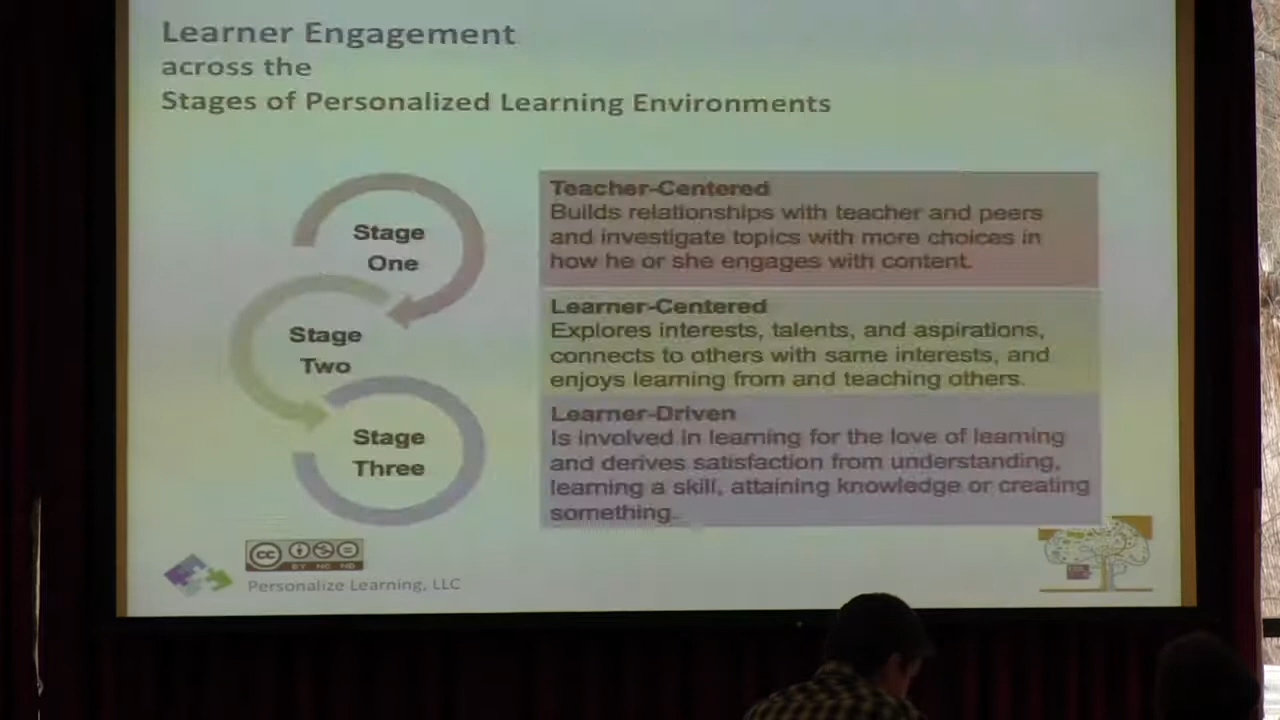 Learner Engagement
across the
Stages of Personalized Learning Environments
Stage
One
Teacher-Centered
Builds relationships with teacher and peers
and investigate topics with more choices in
how he or she engages with content.
Stage
Two
Learner-Centered
Explores interests, talents, and aspirations,
connects to others with same interests, and
enjoys learning from and teaching others.
Stage
Three
Learner-Driven
Is involved in learning for the love of learning
and derives satisfaction from understanding,
learning a skill, attaining knowledge or creating
something.
cc
BY NC ND
Personalize Learning, LLC